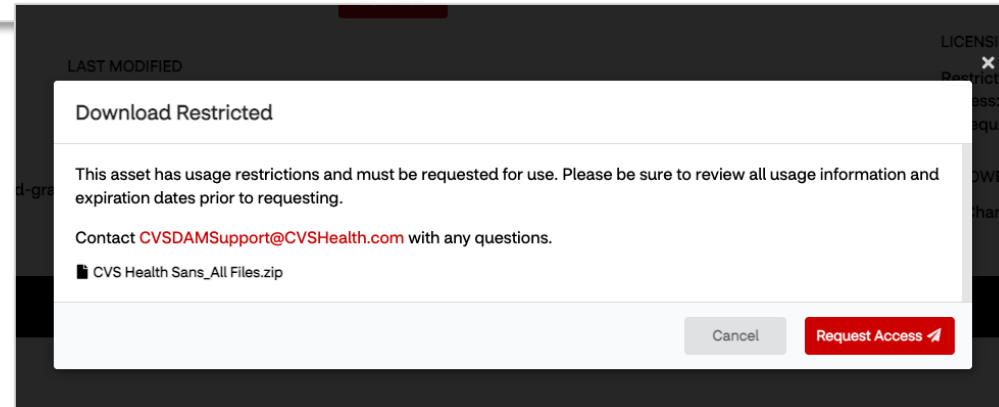 LAST MODIFIED
Download Restricted
This asset has usage restrictions and must be requested for use. Please be sure to review all usage information and
expiration dates prior to requesting.
Contact CVSDAMSupport@CVSHealth.com with any questions.
CVS Health Sans_All Files.zip
Cancel
Request Access